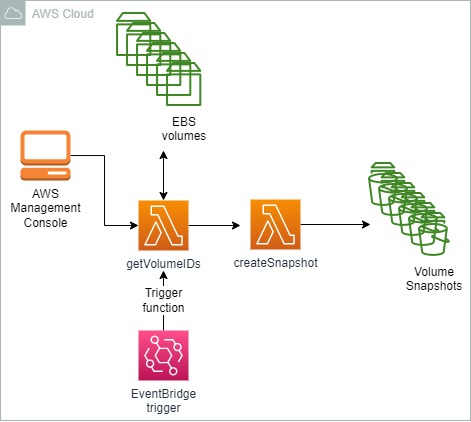 AWS Cloud
EBS
volumes
AWS
Management
Console
getVolumeIDs
createSnapshot
Volume
Snapshots
Trigger
function
EventBridge
trigger